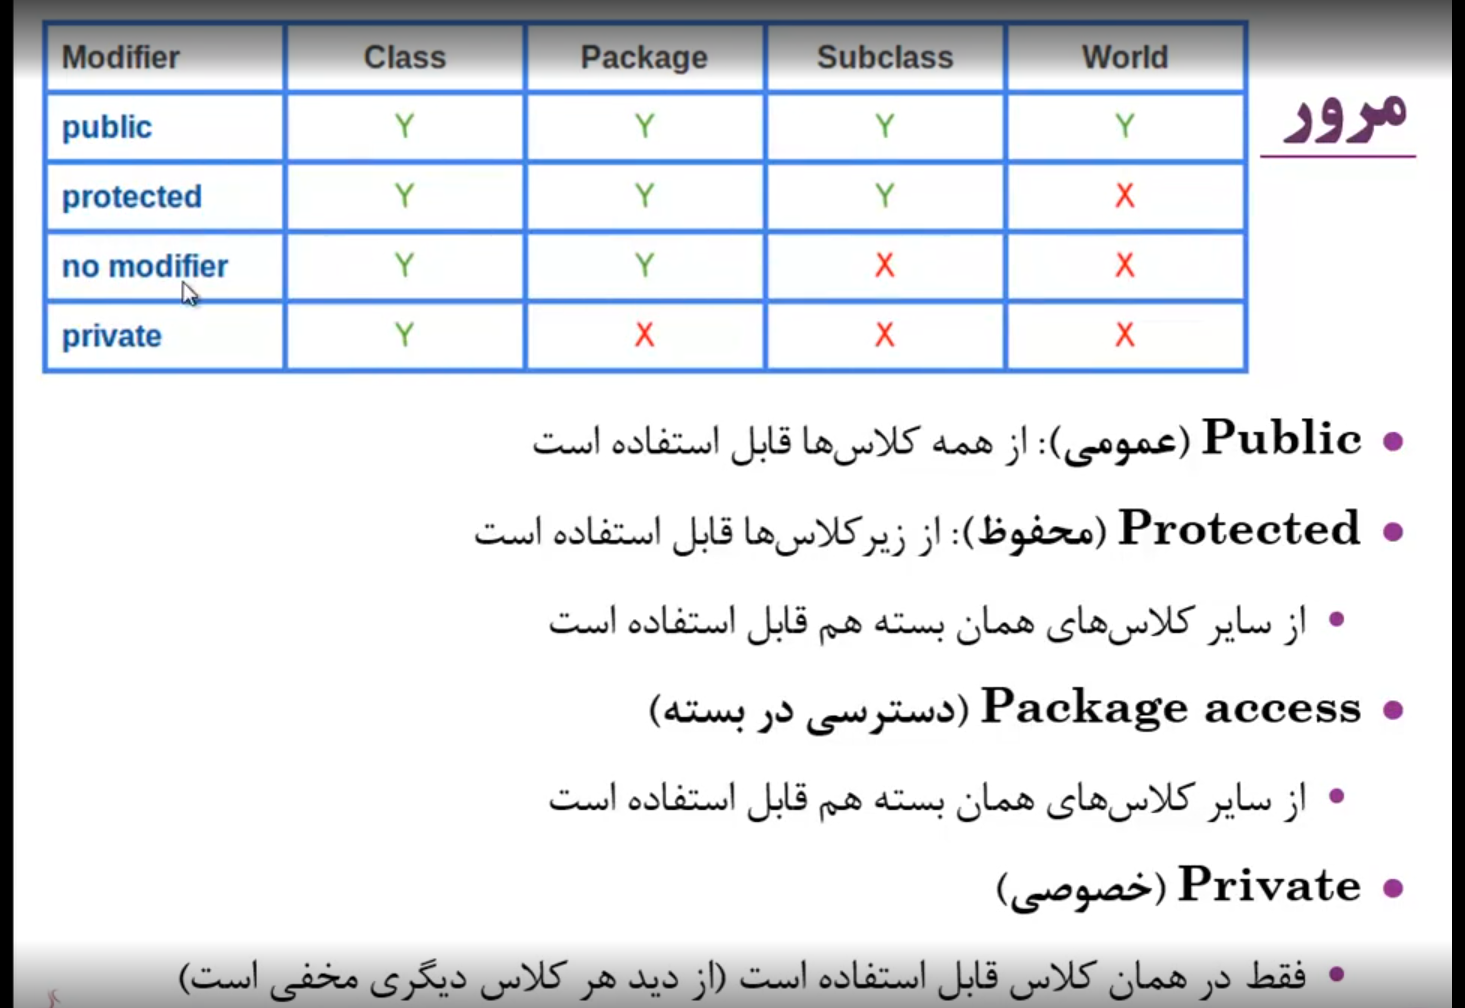 Modifier Class Package Subclass World
public Y Y Y Y
protected Y Y Y X
no modifier Y Y X X
private Y X X X
مرور
Public (عمومی): از همه کلاس‌ها قابل استفاده است
Protected (محفوظ): از زیرکلاس‌ها قابل استفاده است
از سایر کلاس‌های همان بسته هم قابل استفاده است
Package access (دسترسی در بسته)
از سایر کلاس‌های همان بسته هم قابل استفاده است
Private (خصوصی)
فقط در همان کلاس قابل استفاده است (از دید هر کلاس دیگری مخفی است)